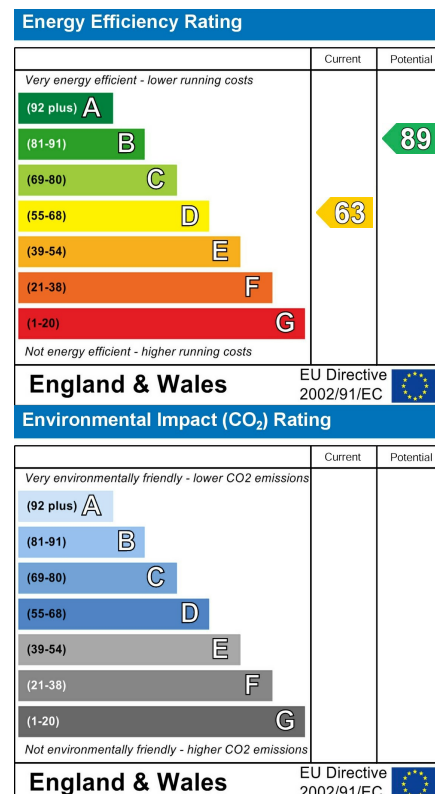 Energy Efficiency Rating
Current Potential
Very energy efficient - lower running costs
(92 plus) A
(81-91) B
89
(69-80) C
(55-68) D
63
(39-54) E
(21-38) F
(1-20) G
Not energy efficient - higher running costs
England & Wales
EU Directive
2002/91/EC
Environmental Impact (CO₂) Rating
Current Potential
Very environmentally friendly - lower CO2 emissions
(92 plus) A
(81-91) B
(69-80) C
(55-68) D
(39-54) E
(21-38) F
(1-20) G
Not environmentally friendly - higher CO2 emissions
England & Wales
EU Directive
2002/91/EC